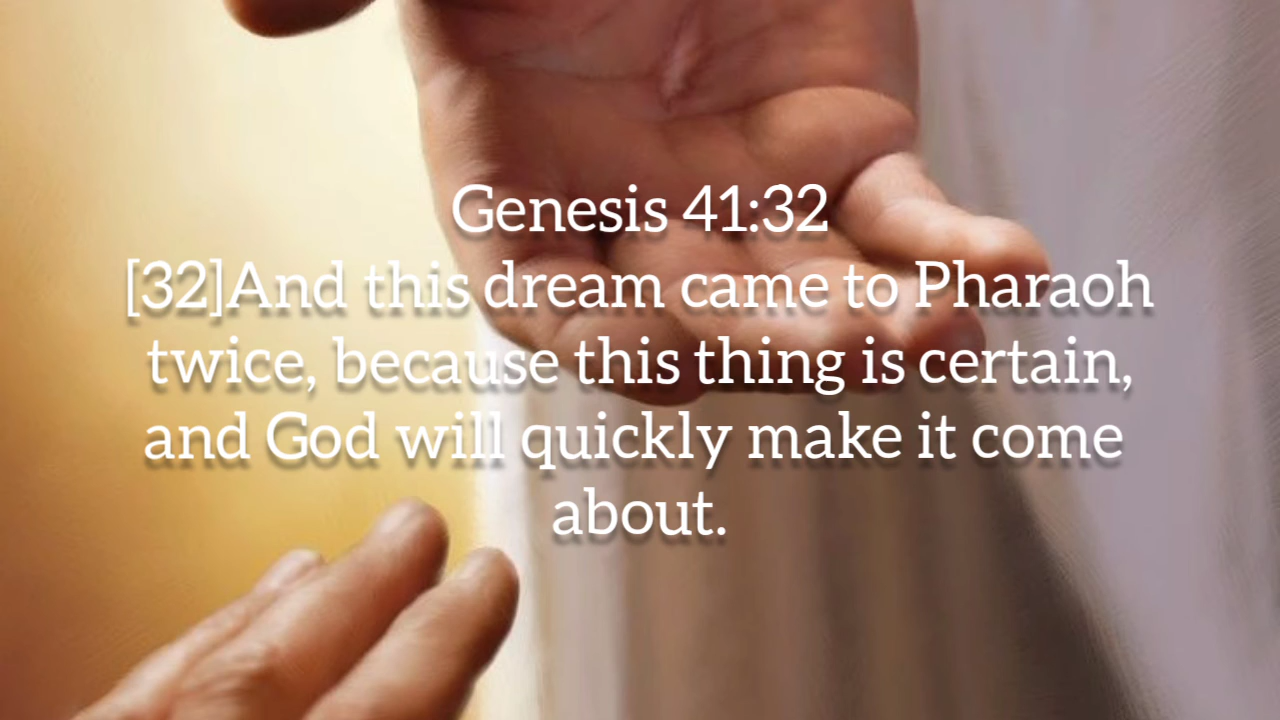 Genesis 41:32
[32]And this dream came to Pharaoh
twice, because this thing is certain,
and God will quickly make it come
about.